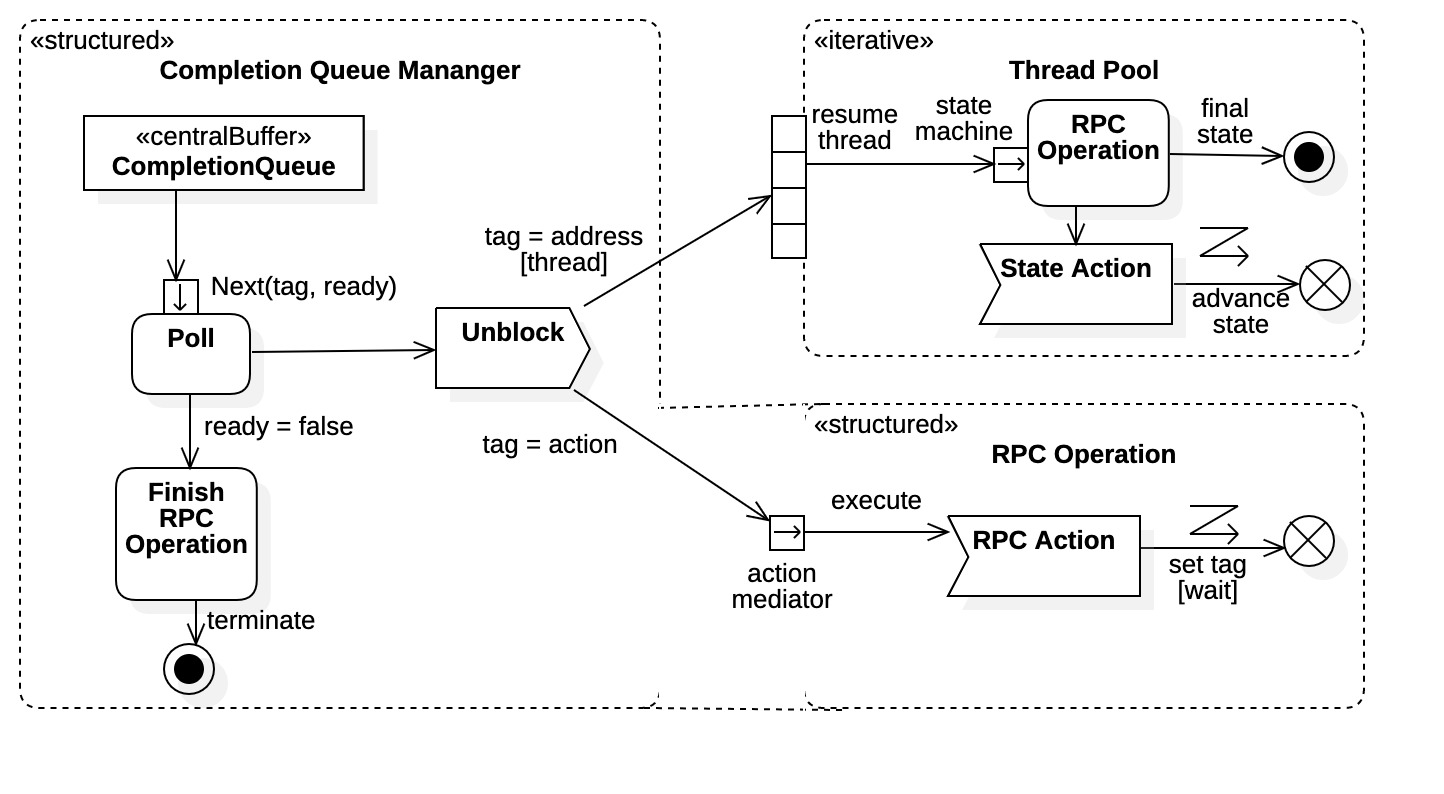 «structured»
Completion Queue Mananger
«centralBuffer»
CompletionQueue
Next(tag, ready)
Poll
ready = false
Finish
RPC
Operation
terminate
Unblock
tag = address
[thread]
tag = action
«iterative»
Thread Pool
resume
thread
state
machine
RPC
Operation
final
state
State Action
advance
state
«structured»
RPC Operation
action
mediator
execute
RPC Action
set tag
[wait]